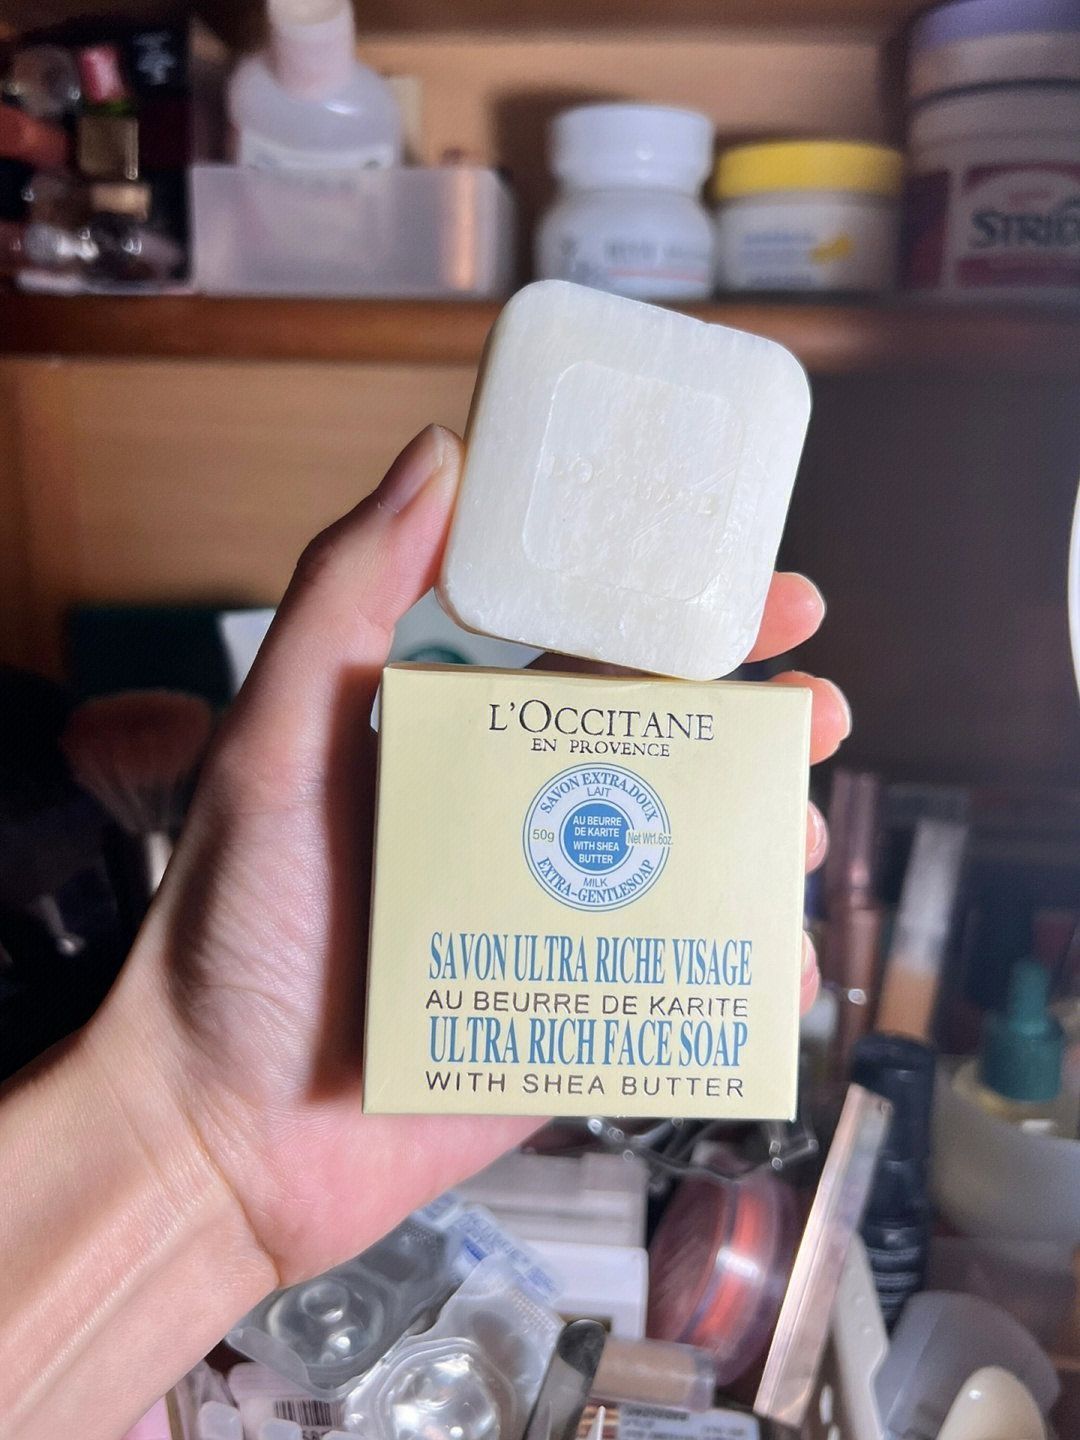 STRID
L'OCCITANE
EN PROVENCE
SAVON EXTRA.DOUX
LAIT
50g
AU BEURRE
DE KARITE
WITH SHEA
BUTTER
Net Wt1.6oz.
MILK
EXTRA-GENTLESOAP
SAVON ULTRA RICHE VISAGE
AU BEURRE DE KARITE
ULTRA RICH FACE SOAP
WITH SHEA BUTTER